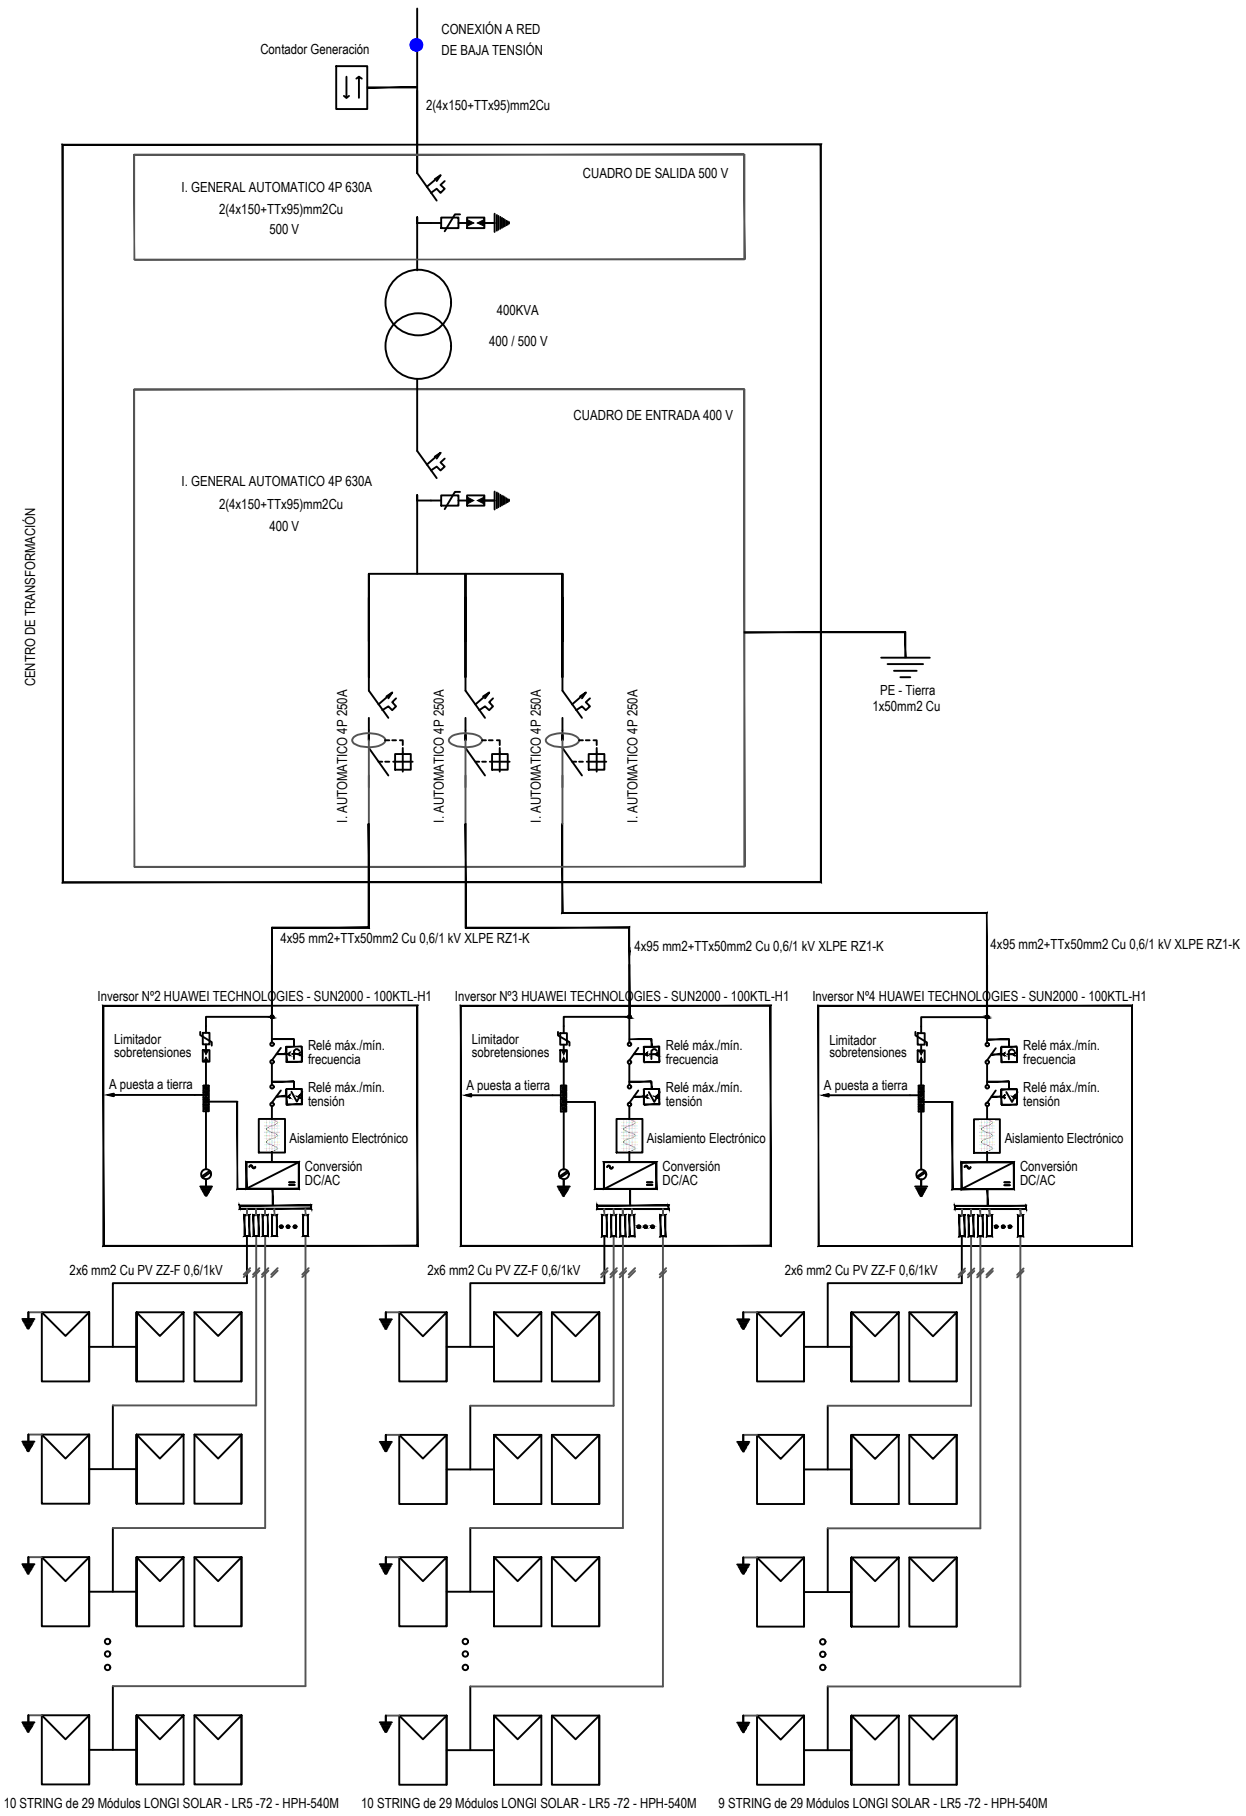 CONEXIÓN A RED
DE BAJA TENSIÓN
Contador Generación
2(4x150+TTx95)mm2Cu
CUADRO DE SALIDA 500 V
I. GENERAL AUTOMATICO 4P 630A
2(4x150+TTx95)mm2Cu
500 V
400KVA
400 / 500 V
CUADRO DE ENTRADA 400 V
I. GENERAL AUTOMATICO 4P 630A
2(4x150+TTx95)mm2Cu
400 V
CENTRO DE TRANSFORMACIÓN
PE - Tierra
1x50mm2 Cu
I. AUTOMATICO 4P 250A
I. AUTOMATICO 4P 250A
I. AUTOMATICO 4P 250A
I. AUTOMATICO 4P 250A
4x95 mm2+TTx50mm2 Cu 0,6/1 kV XLPE RZ1-K
4x95 mm2+TTx50mm2 Cu 0,6/1 kV XLPE RZ1-K
4x95 mm2+TTx50mm2 Cu 0,6/1 kV XLPE RZ1-K
Inversor Nº2 HUAWEI TECHNOLOGIES - SUN2000 - 100KTL-H1
Limitador
sobretensiones
Relé máx./mín.
frecuencia
A puesta a tierra
Relé máx./mín.
tensión
Aislamiento Electrónico
Conversión
DC/AC
Inversor Nº3 HUAWEI TECHNOLOGIES - SUN2000 - 100KTL-H1
Limitador
sobretensiones
Relé máx./mín.
frecuencia
A puesta a tierra
Relé máx./mín.
tensión
Aislamiento Electrónico
Conversión
DC/AC
Inversor Nº4 HUAWEI TECHNOLOGIES - SUN2000 - 100KTL-H1
Limitador
sobretensiones
Relé máx./mín.
frecuencia
A puesta a tierra
Relé máx./mín.
tensión
Aislamiento Electrónico
Conversión
DC/AC
2x6 mm2 Cu PV ZZ-F 0,6/1kV
2x6 mm2 Cu PV ZZ-F 0,6/1kV
2x6 mm2 Cu PV ZZ-F 0,6/1kV
10 STRING de 29 Módulos LONGI SOLAR - LR5 -72 - HPH-540M
10 STRING de 29 Módulos LONGI SOLAR - LR5 -72 - HPH-540M
9 STRING de 29 Módulos LONGI SOLAR - LR5 -72 - HPH-540M